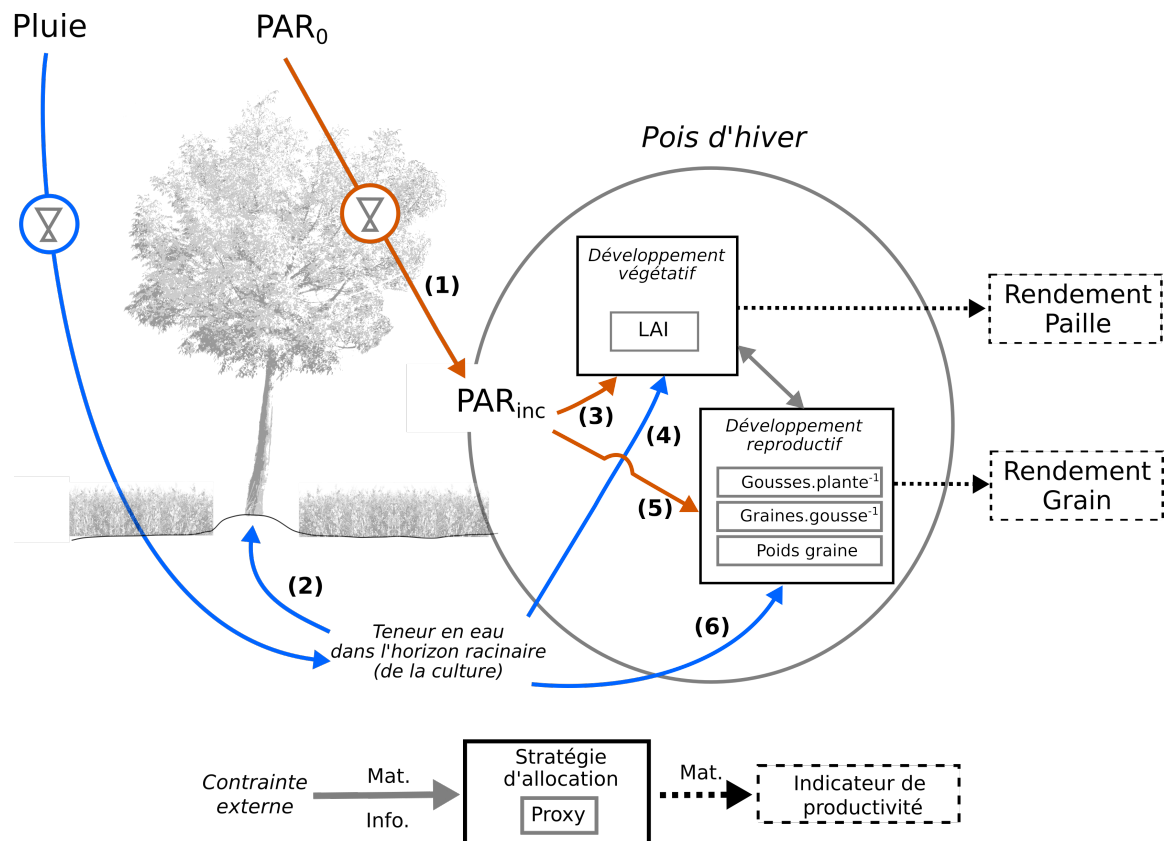 Pluie
PAR0
Pois d'hiver
(1)
Développement
végétatif
LAI
Rendement
Paille
PARinc
(3)
(4)
Développement
reproductif
Gousses.plante-1
Graines.gousse-1
Poids graine
(5)
Rendement
Grain
(2)
Teneur en eau
dans l'horizon racinaire
(de la culture)
(6)
Contrainte
externe
Mat.
Info.
Stratégie
d'allocation
Proxy
Mat.
Indicateur de
productivité